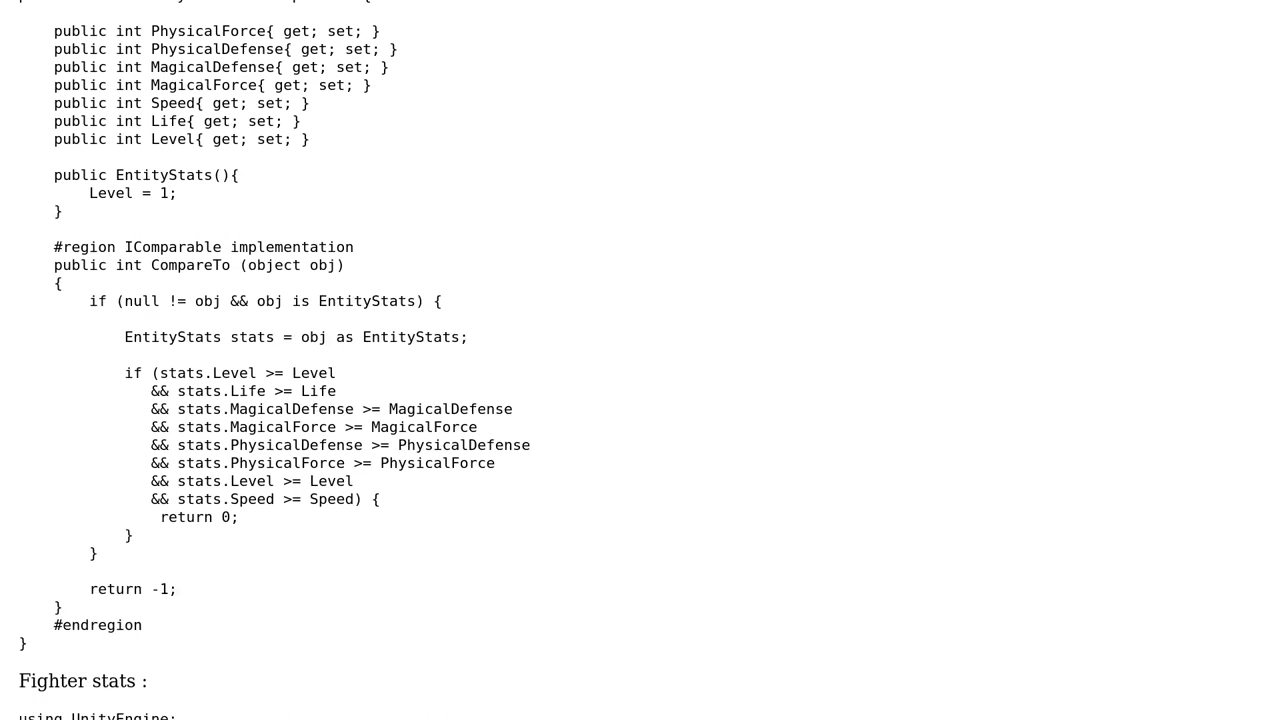 public int PhysicalForce{ get; set; }
public int PhysicalDefense{ get; set; }
public int MagicalDefense{ get; set; }
public int MagicalForce{ get; set; }
public int Speed{ get; set; }
public int Life{ get; set; }
public int Level{ get; set; }
public EntityStats(){
Level = 1;
}
#region IComparable implementation
public int CompareTo (object obj)
{
if (null != obj && obj is EntityStats) {
EntityStats stats = obj as EntityStats;
if (stats.Level >= Level
&& stats.Life >= Life
&& stats.MagicalDefense >= MagicalDefense
&& stats.MagicalForce >= MagicalForce
&& stats.PhysicalDefense >= PhysicalDefense
&& stats.PhysicalForce >= PhysicalForce
&& stats.Level >= Level
&& stats.Speed >= Speed) {
return 0;
}
}
return -1;
}
#endregion
}
Fighter stats :
using UnityEngine;